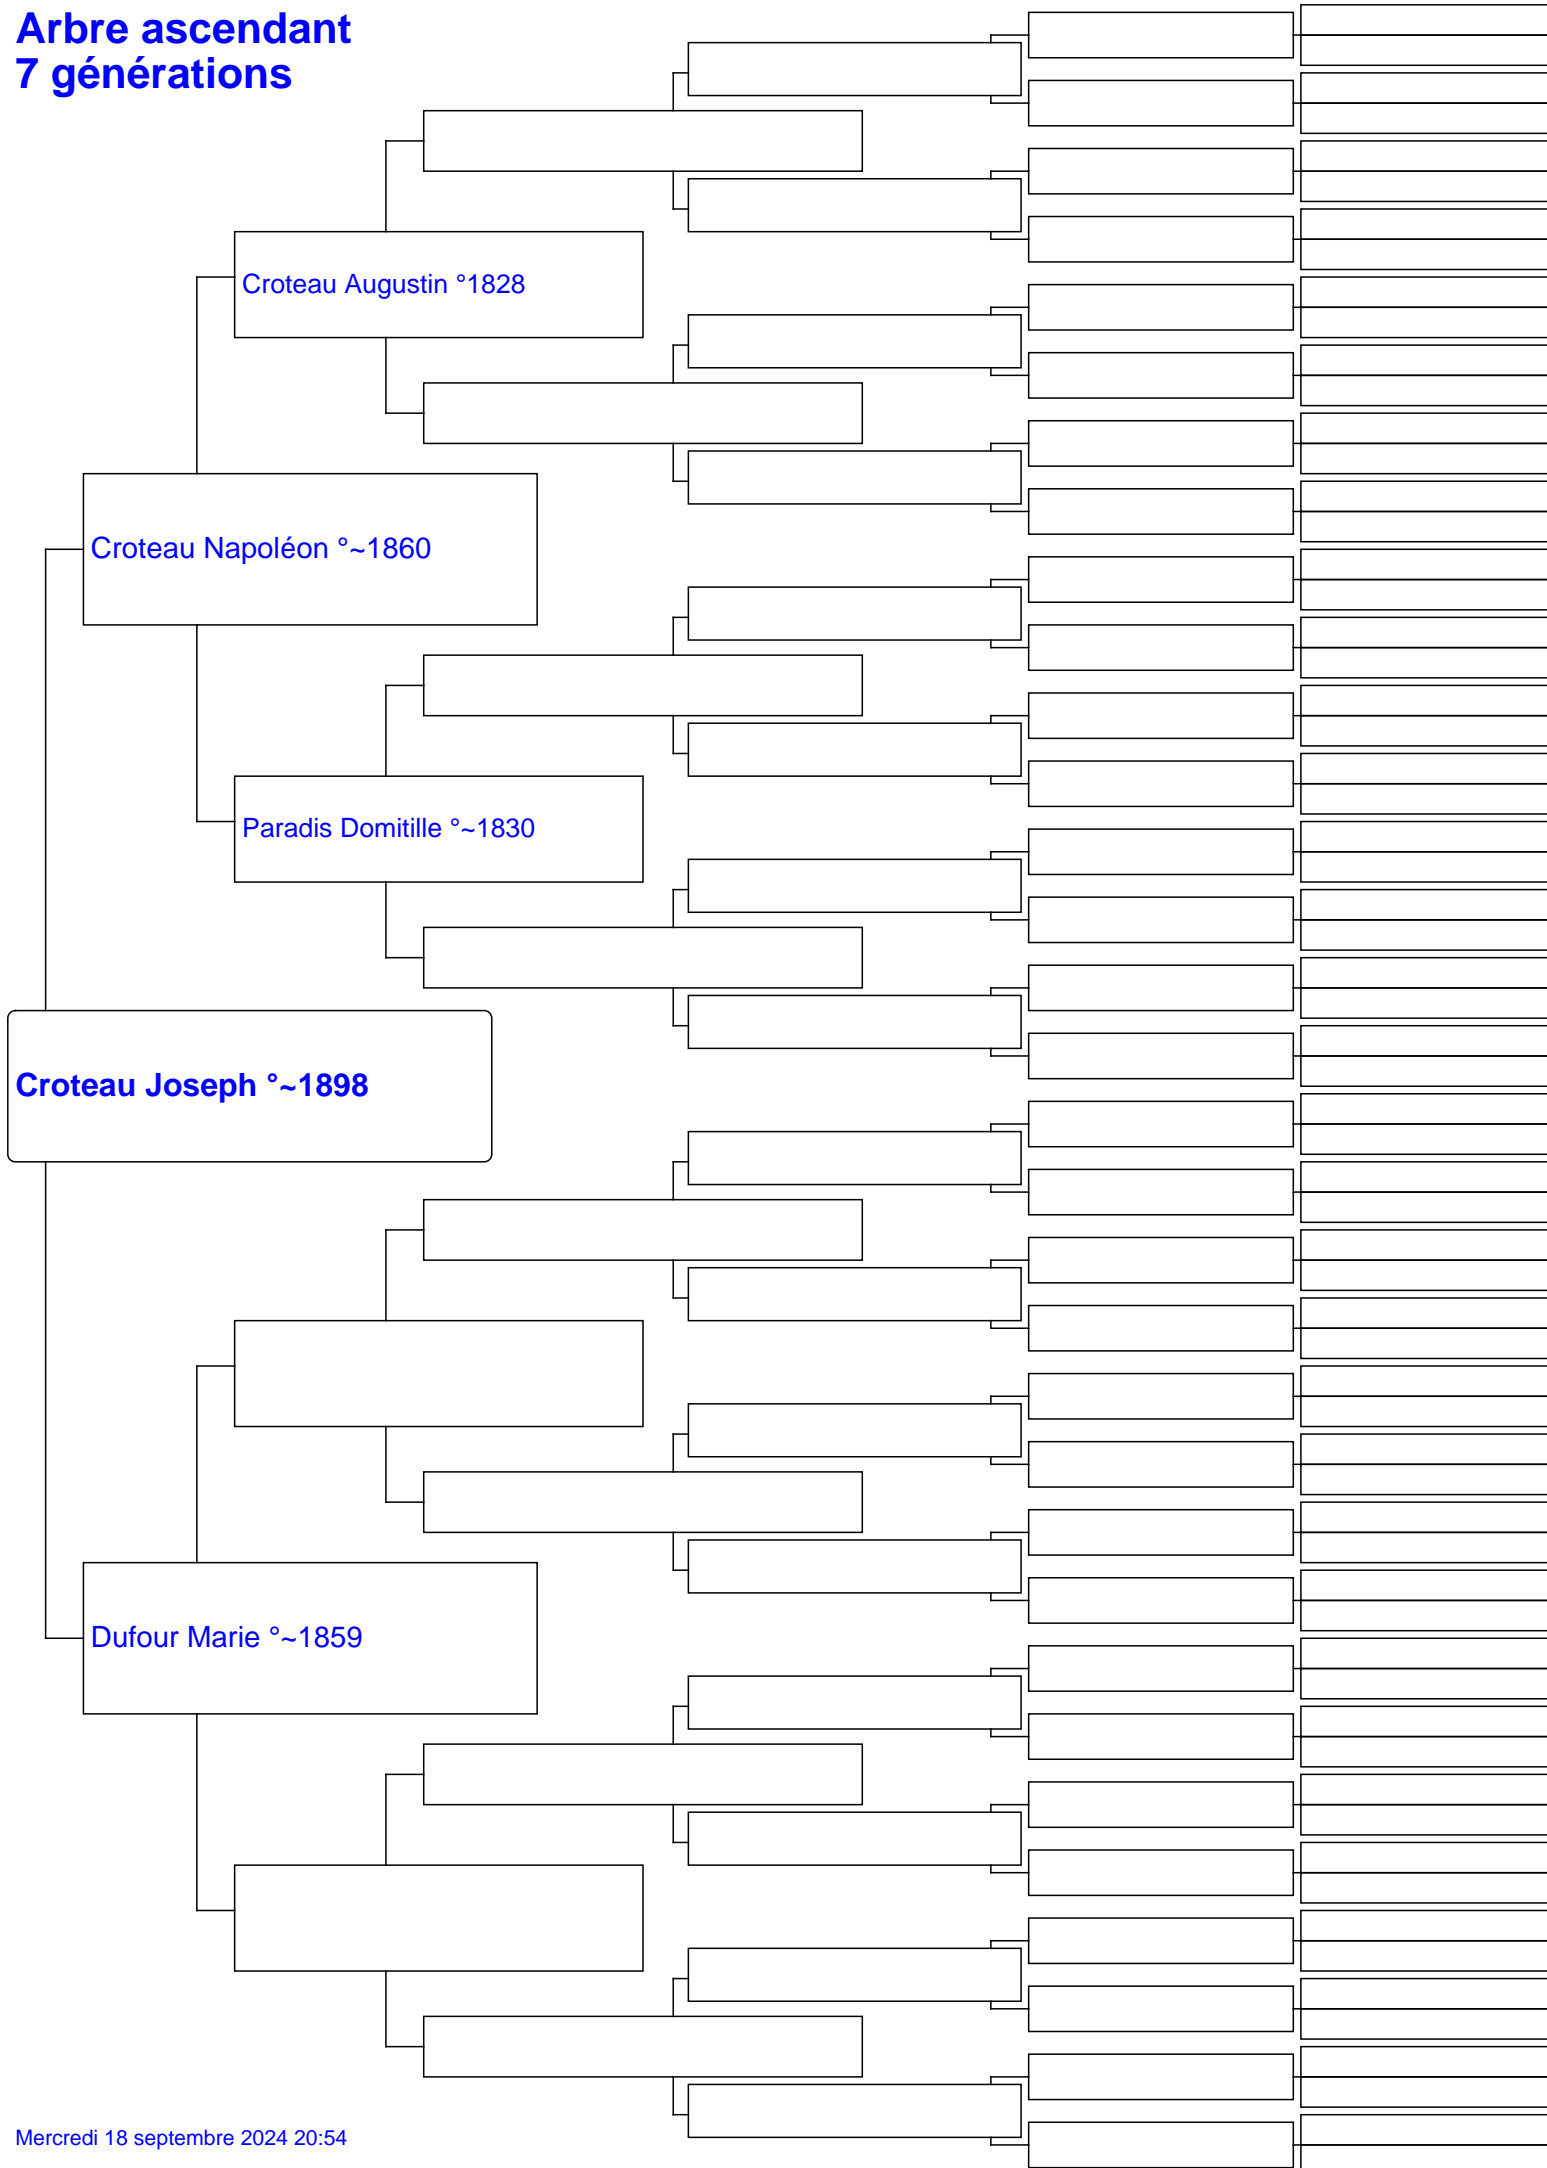 Arbre ascendant
7 générations
Croteau Augustin °1828
Croteau Napoléon °~1860
Paradis Domitille °~1830
Croteau Joseph °~1898
Dufour Marie °~1859
Mercredi 18 septembre 2024 20:54